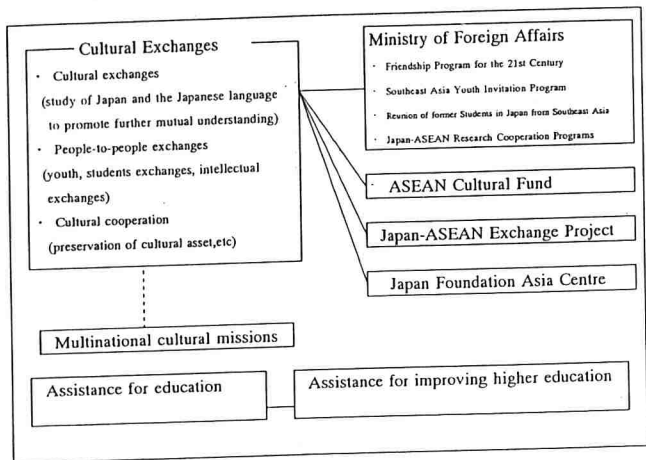 Cultural Exchanges
· Cultural exchanges
(study of Japan and the Japanese language
to promote further mutual understanding)
· People-to-people exchanges
(youth, students exchanges, intellectual
exchanges)
· Cultural cooperation
(preservation of cultural asset,etc)
Ministry of Foreign Affairs
· Friendship Program for the 21st Century
· Southeast Asia Youth Invitation Program
· Reunion of former Students in Japan from Southeast Asia
· Japan-ASEAN Research Cooperation Programs
· ASEAN Cultural Fund
Japan-ASEAN Exchange Project
Japan Foundation Asia Centre
Multinational cultural missions
Assistance for education
Assistance for improving higher education